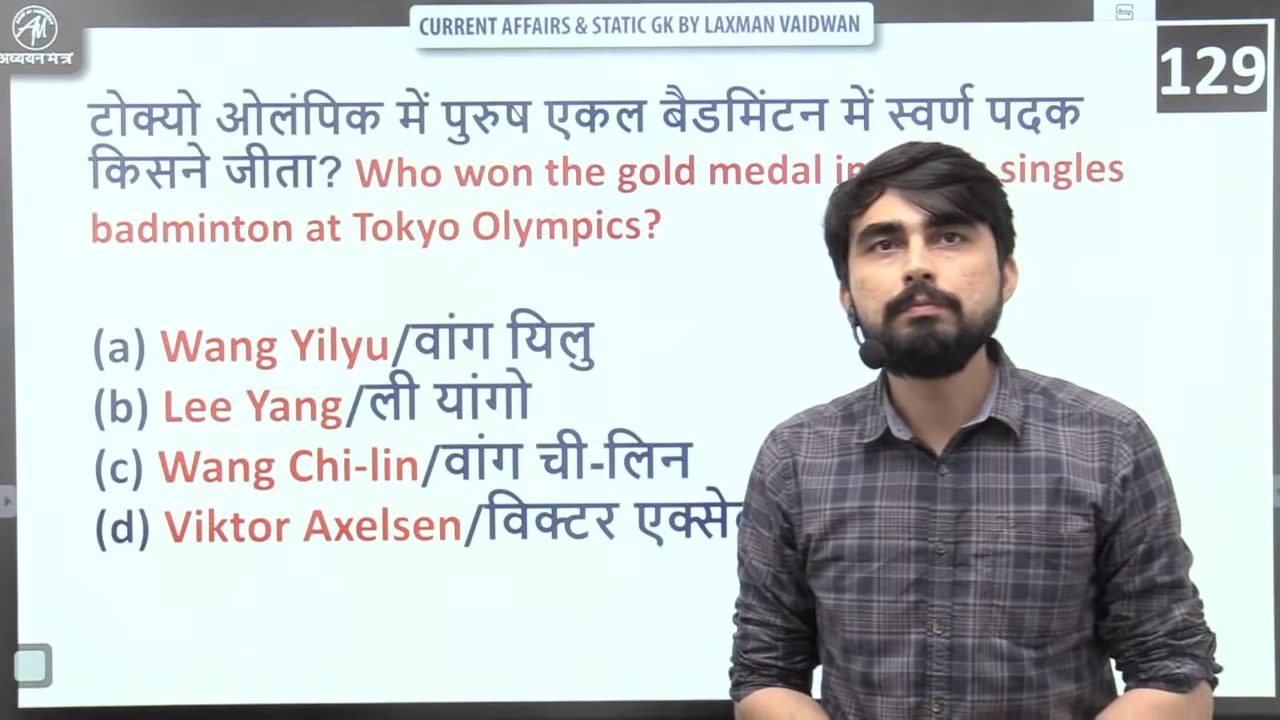 अध्ययन मंत्र
CURRENT AFFAIRS & STATIC GK BY LAXMAN VAIDWAN
129
टोक्यो ओलंपिक में पुरुष एकल बैडमिंटन में स्वर्ण पदक
किसने जीता? Who won the gold medal in singles
badminton at Tokyo Olympics?
(a) Wang Yilyu/वांग यिलु
(b) Lee Yang/ली यांगो
(c) Wang Chi-lin/वांग ची-लिन
(d) Viktor Axelsen/विक्टर